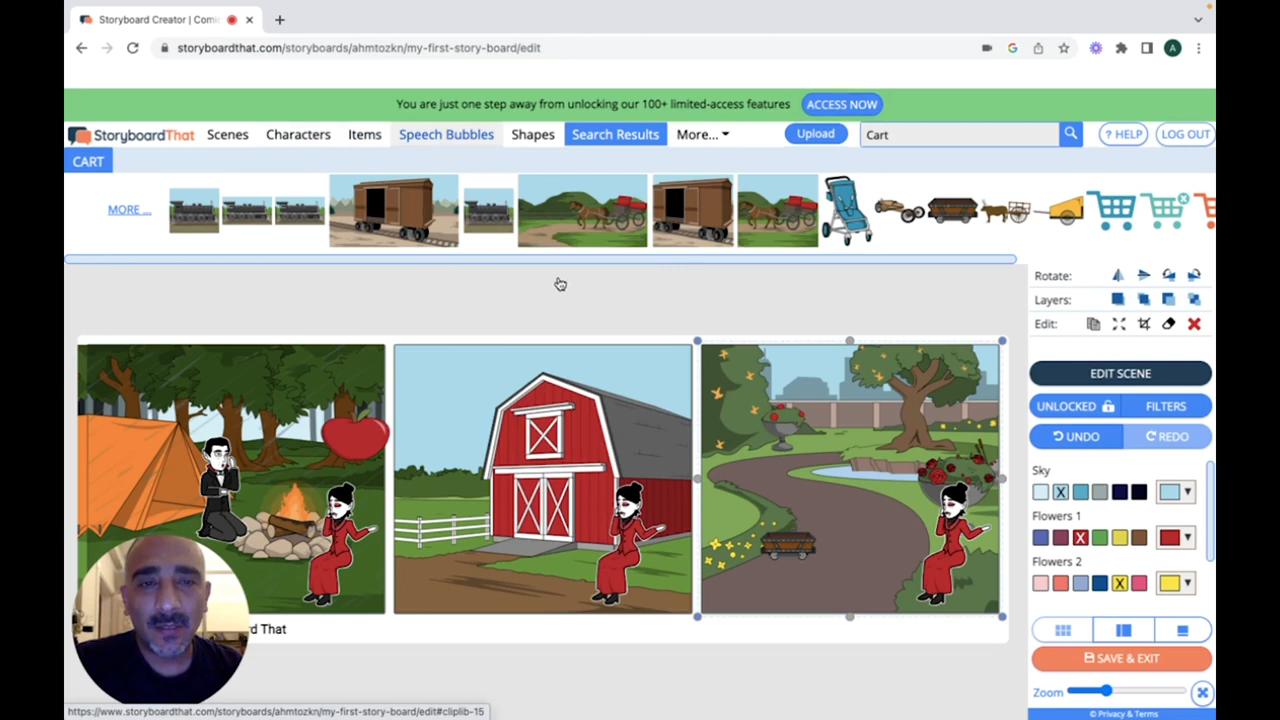 Storyboard Creator | Comi
storyboardthat.com/storyboards/ahmtozkn/my-first-story-board/edit
A
You are just one step away from unlocking our 100+ limited-access features
ACCESS NOW
StoryboardThat
Scenes
Characters
Items
Speech Bubbles
Shapes
Search Results
More...
Upload
Cart
? HELP
LOG OUT
CART
MORE ...
Rotate:
Layers:
Edit:
EDIT SCENE
UNLOCKED
FILTERS
UNDO
REDO
Sky
X
Flowers 1
X
Flowers 2
X
d That
SAVE & EXIT
Zoom
© Privacy & Terms
https://www.storyboardthat.com/storyboards/ahmtozkn/my-first-story-board/edit#cliplib-15